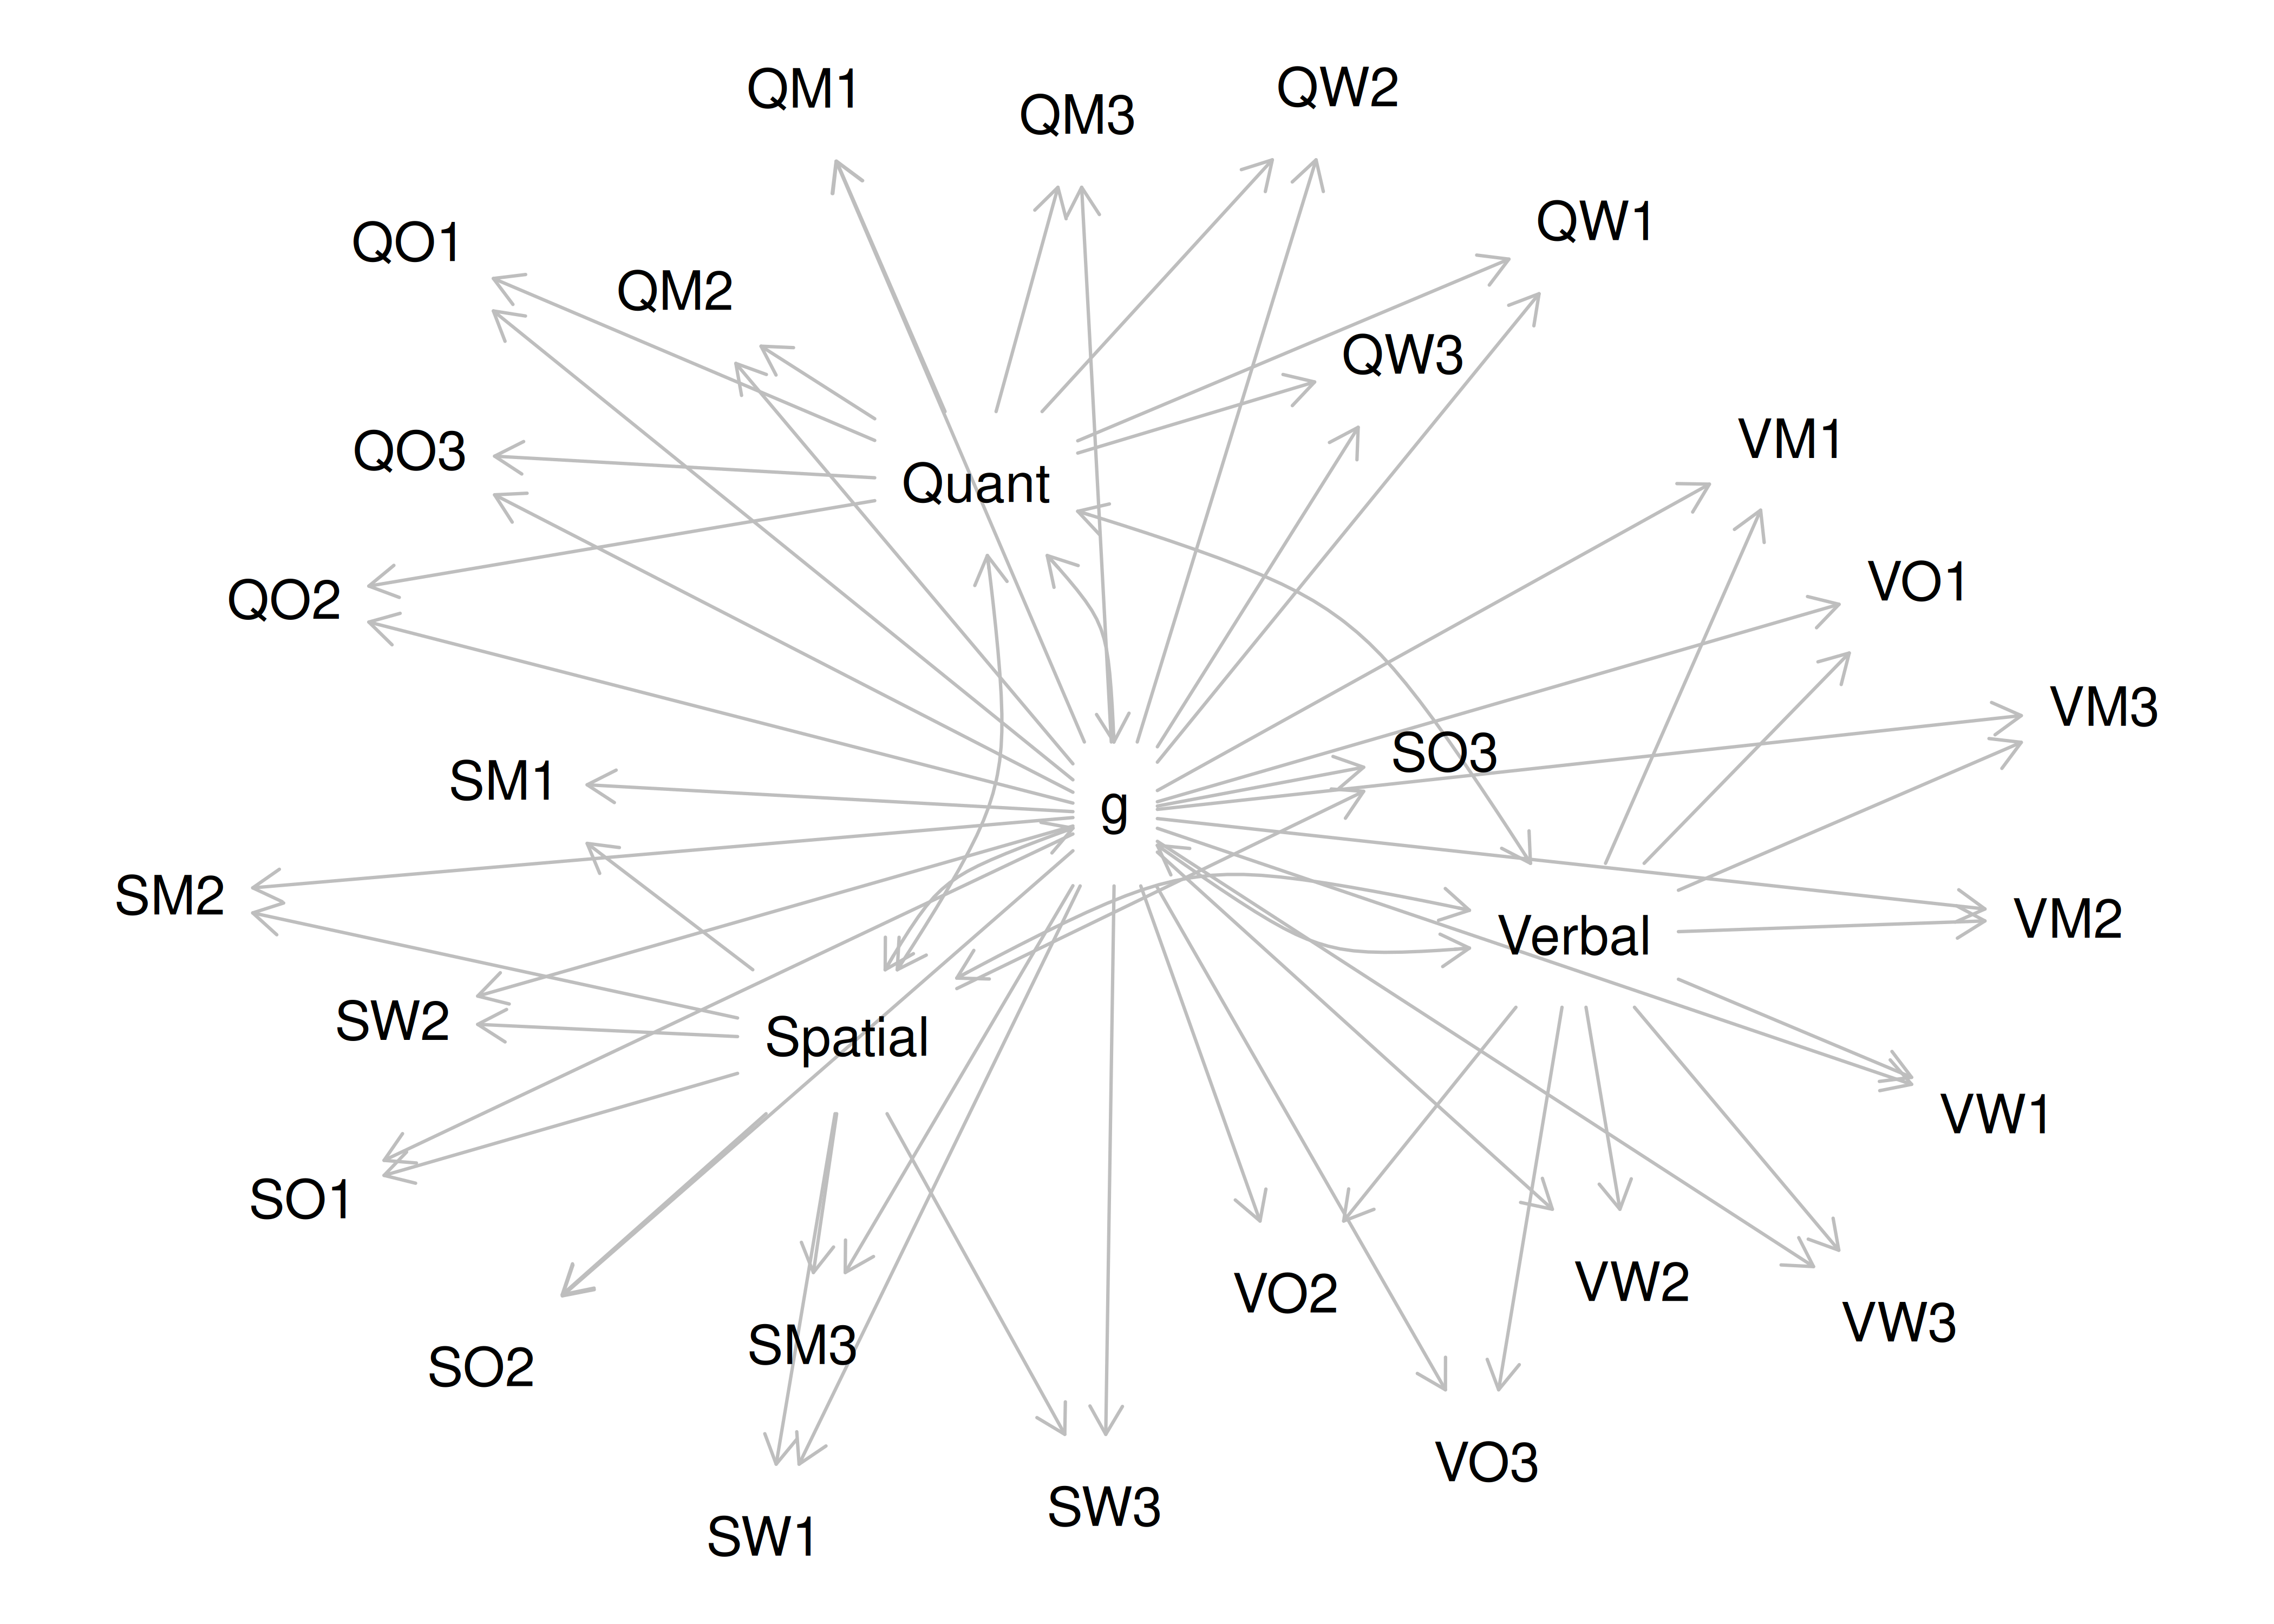 QM1
QM3
QW2
QO1
QW1
QM2
QW3
QO3
VM1
Quant
QO2
VO1
VM3
SM1
g
SO3
SM2
Verbal
VM2
SW2
Spatial
VW1
SO1
VO2
VW2
VW3
SO2
SM3
VO3
SW1
SW3